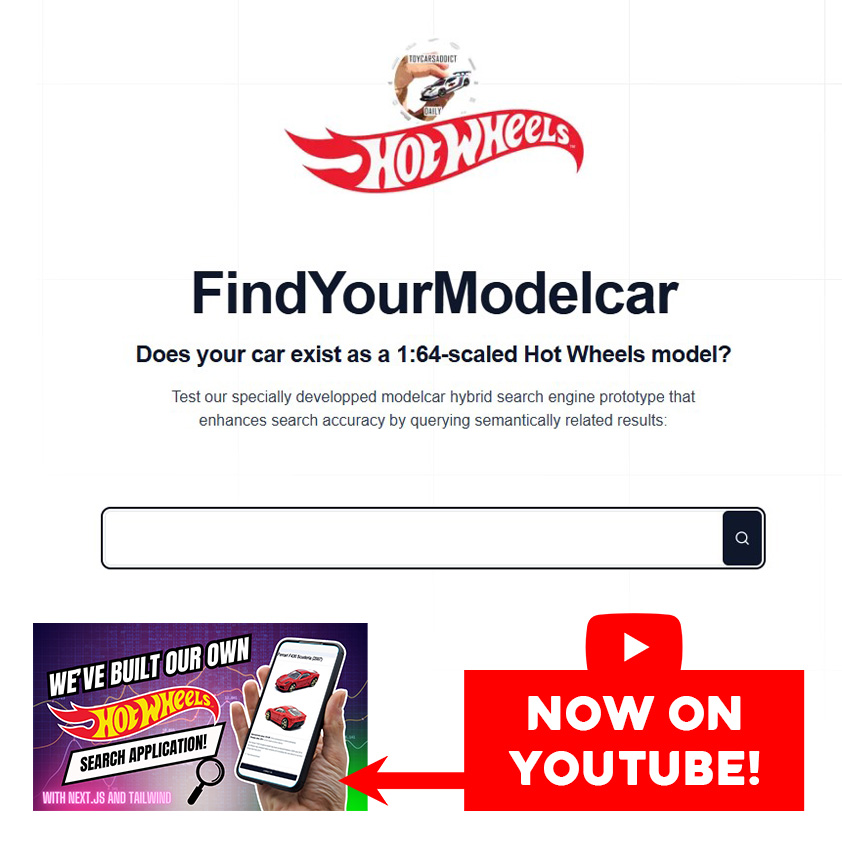 TOYCARSADDICT
DAILY
HOT WHEELS
TM
FindYourModelcar
Does your car exist as a 1:64-scaled Hot Wheels model?
Test our specially developped modelcar hybrid search engine prototype that
enhances search accuracy by querying semantically related results:
WE'VE BUILT OUR OWN
HOT WHEELS
SEARCH APPLICATION!
WITH NEXT.JS AND TAILWIND
Ferrari F430 Scuderia (2007)
NOW ON
YOUTUBE!